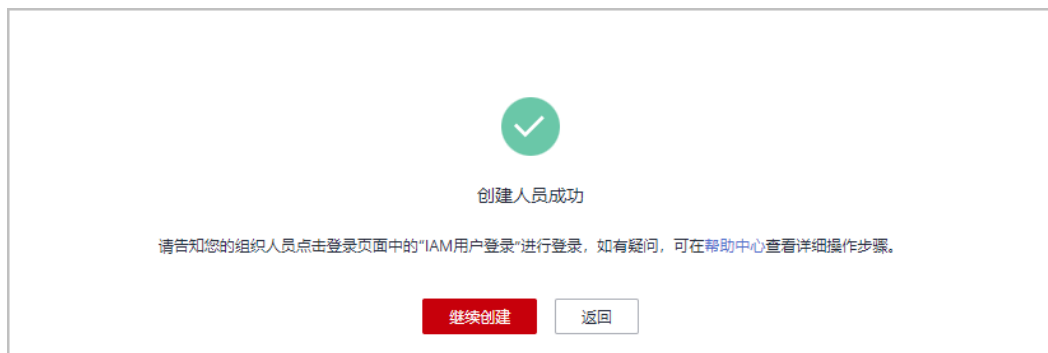 创建人员成功
请告知您的组织人员点击登录页面中的“IAM用户登录”进行登录，如有疑问，可在帮助中心查看详细操作步骤。
继续创建
返回